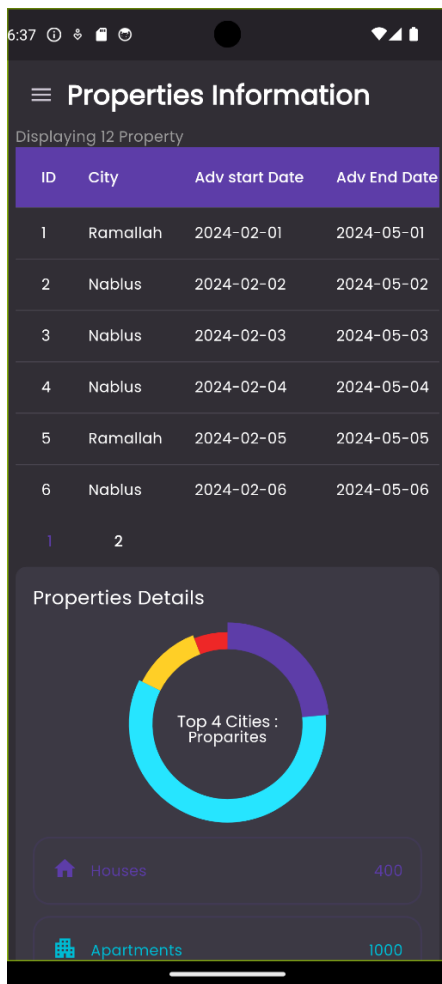 6:37
Properties Information
Displaying 12 Property
ID City Adv start Date Adv End Date
1 Ramallah 2024-02-01 2024-05-01
2 Nablus 2024-02-02 2024-05-02
3 Nablus 2024-02-03 2024-05-03
4 Nablus 2024-02-04 2024-05-04
5 Ramallah 2024-02-05 2024-05-05
6 Nablus 2024-02-06 2024-05-06
1 2
Properties Details
Top 4 Cities :
Proparites
Houses 400
Apartments 1000